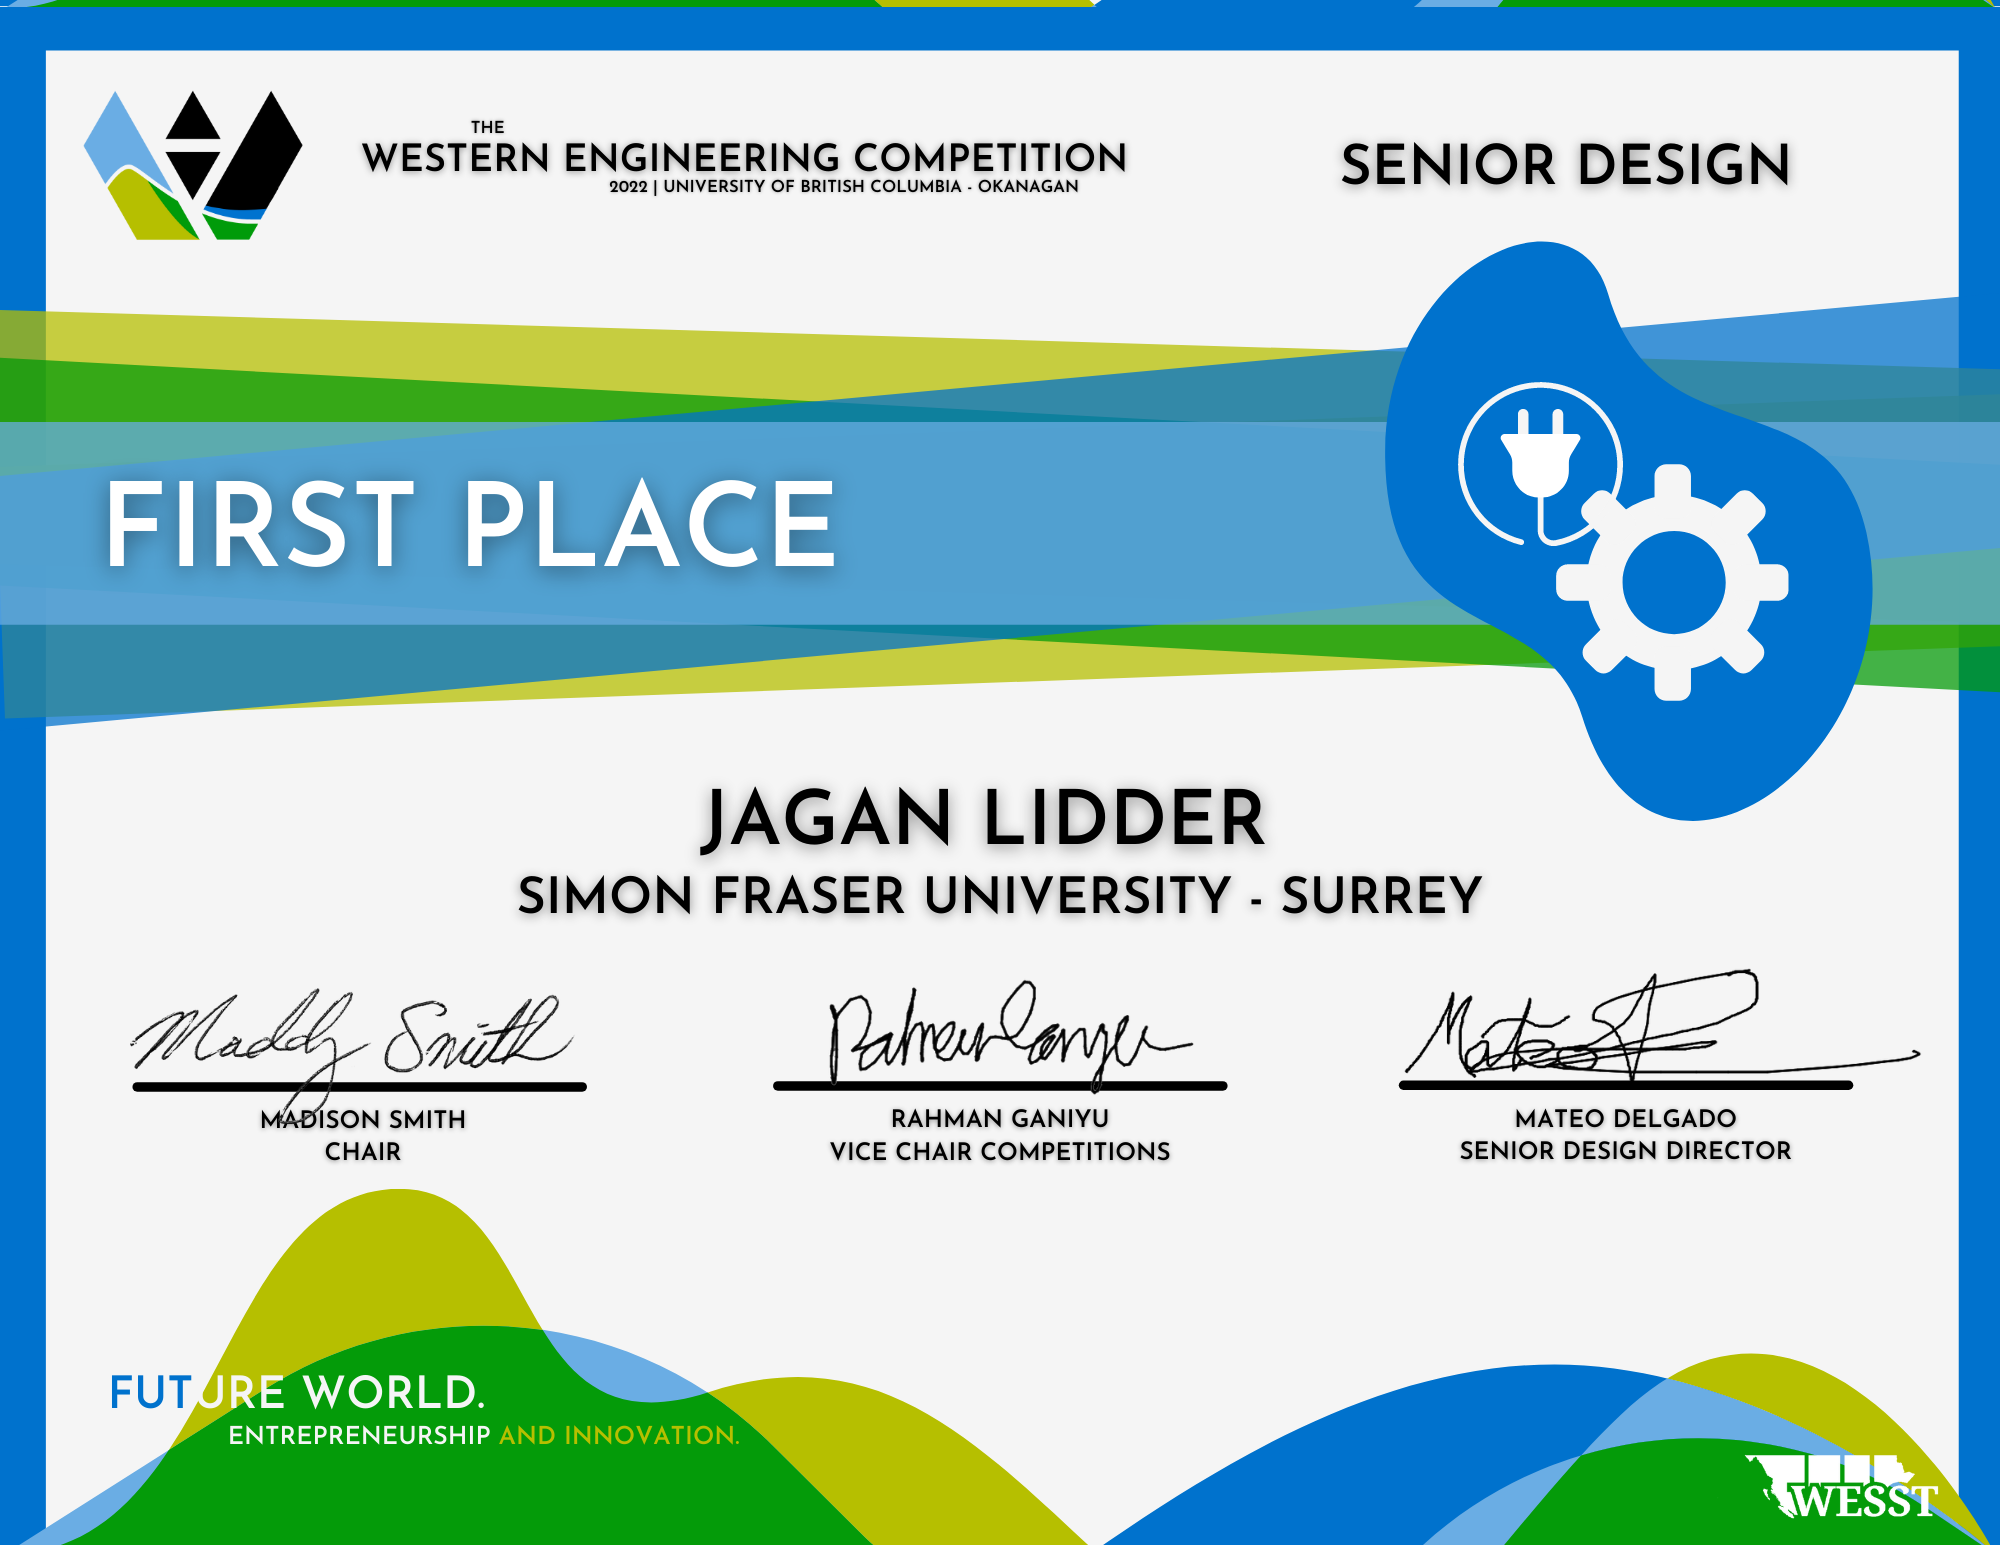 THE
WESTERN ENGINEERING COMPETITION
2022 | UNIVERSITY OF BRITISH COLUMBIA - OKANAGAN
SENIOR DESIGN
FIRST PLACE
JAGAN LIDDER
SIMON FRASER UNIVERSITY - SURREY
Maddy Smith
Mateo
MADISON SMITH
CHAIR
RAHMAN GANIYU
VICE CHAIR COMPETITIONS
MATEO DELGADO
SENIOR DESIGN DIRECTOR
FUTURE WORLD.
ENTREPRENEURSHIP AND INNOVATION.
WESST